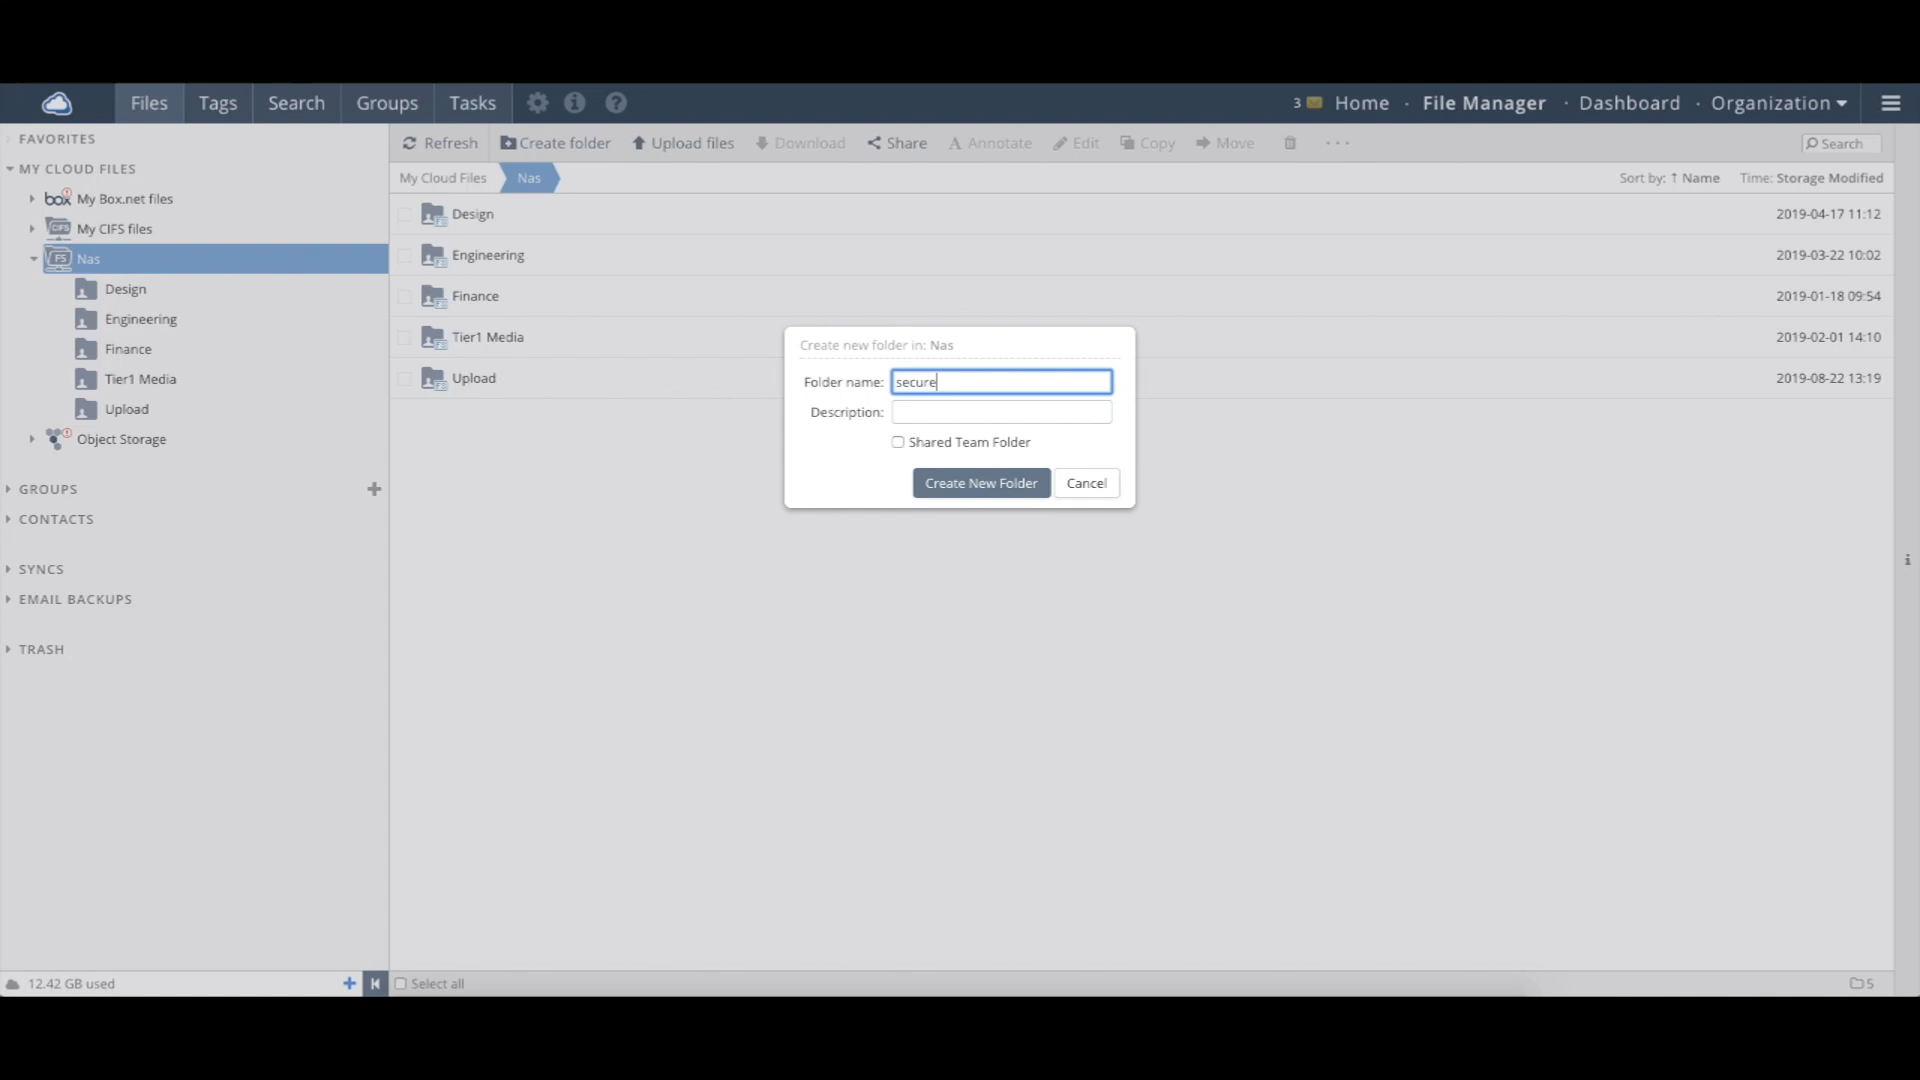 Files Tags Search Groups Tasks 3 Home · File Manager · Dashboard · Organization
FAVORITES
MY CLOUD FILES
box My Box.net files
CIFS My CIFS files
FS Nas
Design
Engineering
Finance
Tier1 Media
Upload
Object Storage
GROUPS
CONTACTS
SYNCS
EMAIL BACKUPS
TRASH
12.42 GB used
Refresh Create folder Upload files Download Share Annotate Edit Copy Move ··· Search
My Cloud Files Nas Sort by: ↑ Name Time: Storage Modified
Design 2019-04-17 11:12
Engineering 2019-03-22 10:02
Finance 2019-01-18 09:54
Tier1 Media 2019-02-01 14:10
Upload 2019-08-22 13:19
Create new folder in: Nas
Folder name: secure
Description:
Shared Team Folder
Create New Folder Cancel
Select all 5